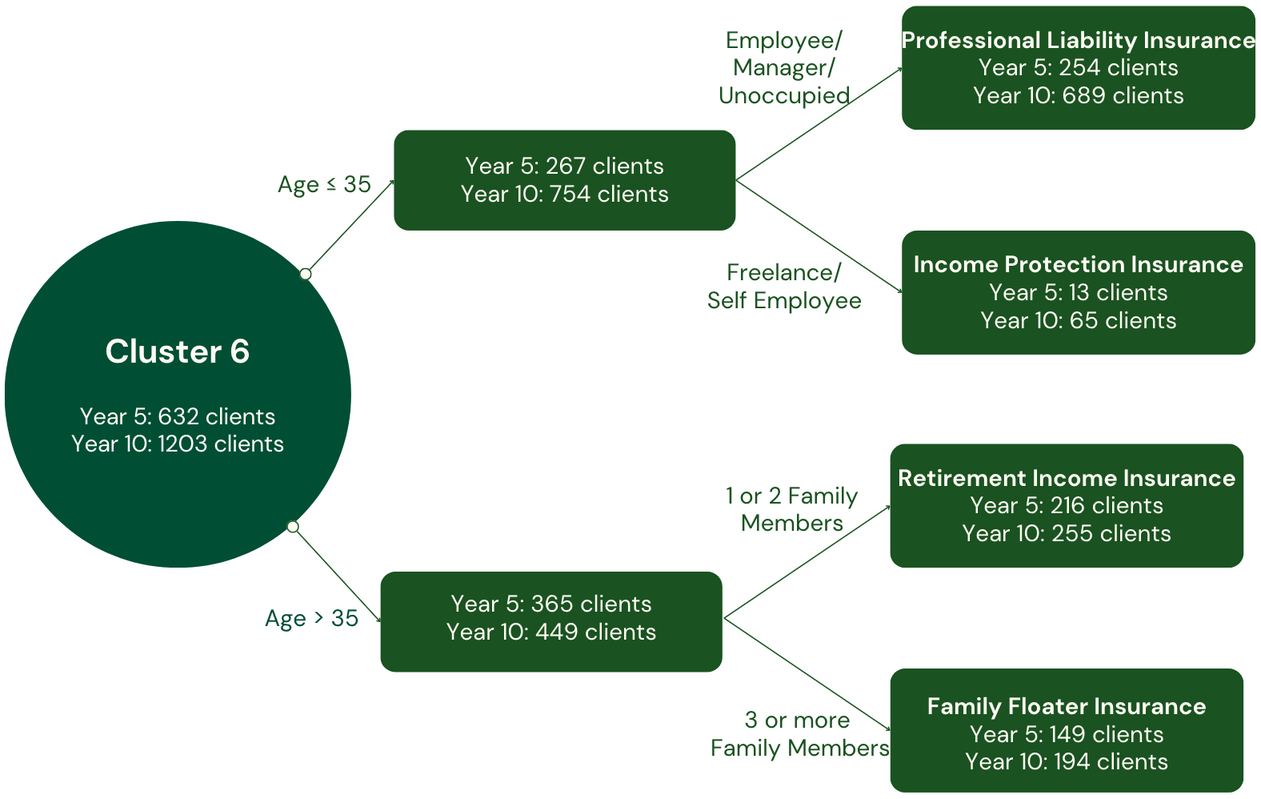 Employee/
Manager/
Unoccupied
Professional Liability Insurance
Year 5: 254 clients
Year 10: 689 clients
Age ≤ 35
Year 5: 267 clients
Year 10: 754 clients
Freelance/
Self Employee
Income Protection Insurance
Year 5: 13 clients
Year 10: 65 clients
Cluster 6
Year 5: 632 clients
Year 10: 1203 clients
1 or 2 Family
Members
Retirement Income Insurance
Year 5: 216 clients
Year 10: 255 clients
Age > 35
Year 5: 365 clients
Year 10: 449 clients
3 or more
Family Members
Family Floater Insurance
Year 5: 149 clients
Year 10: 194 clients